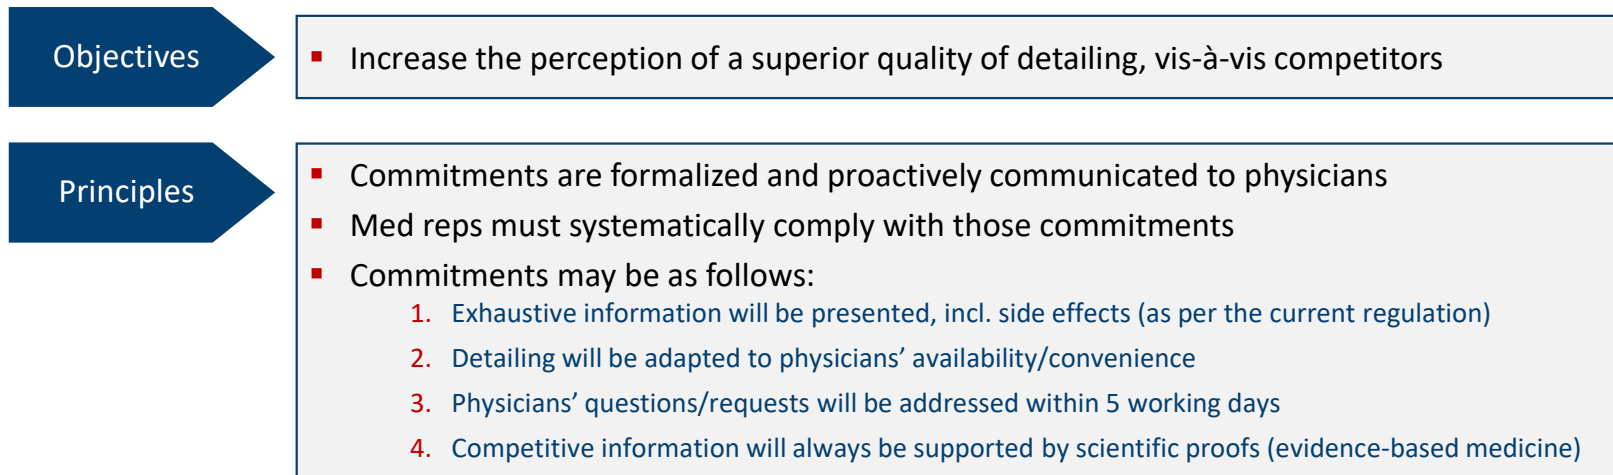 Objectives
▪ Increase the perception of a superior quality of detailing, vis-à-vis competitors
Principles
▪ Commitments are formalized and proactively communicated to physicians
▪ Med reps must systematically comply with those commitments
▪ Commitments may be as follows:
1. Exhaustive information will be presented, incl. side effects (as per the current regulation)
2. Detailing will be adapted to physicians’ availability/convenience
3. Physicians’ questions/requests will be addressed within 5 working days
4. Competitive information will always be supported by scientific proofs (evidence-based medicine)